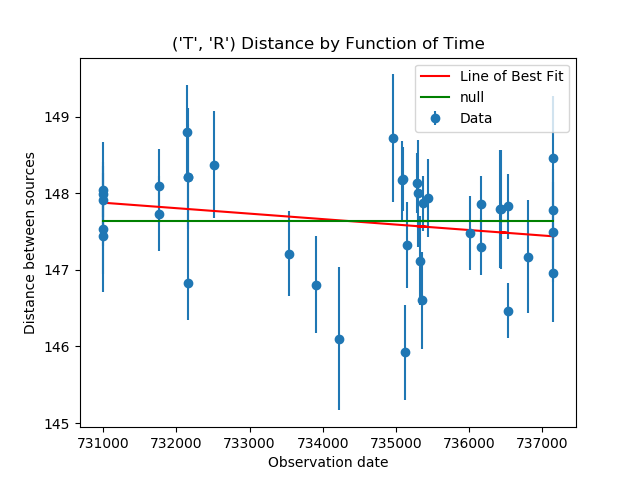 ('T', 'R') Distance by Function of Time
Line of Best Fit
null
Data
Distance between sources
149
148
147
146
145
731000 732000 733000 734000 735000 736000 737000
Observation date